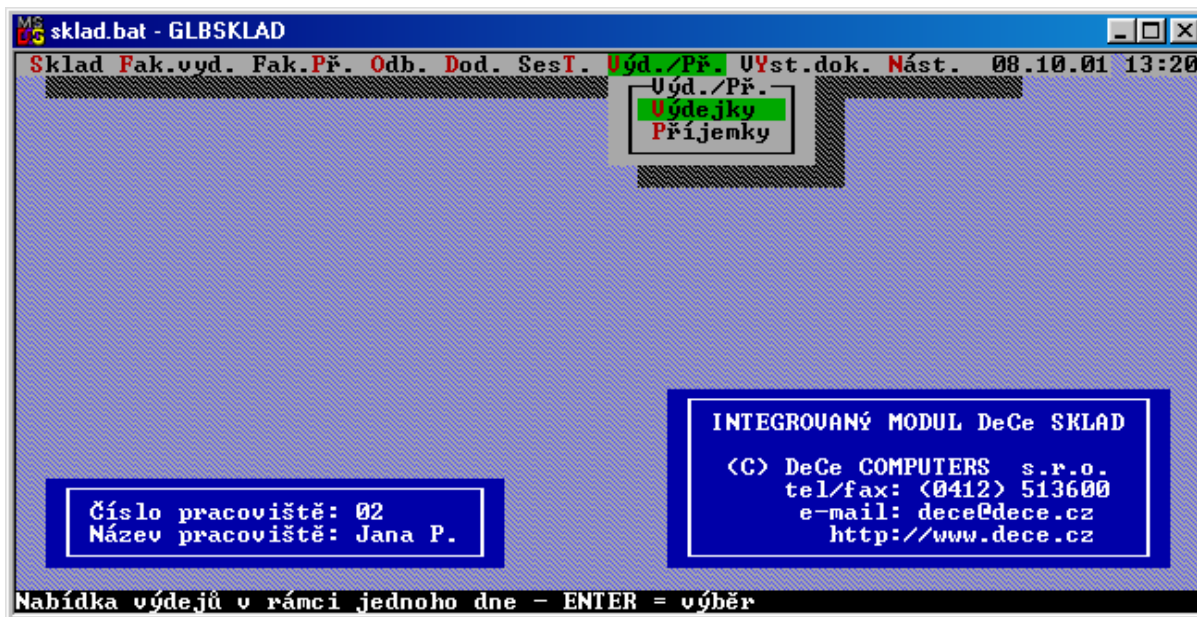 sklad.bat - GLBSKLAD
Sklad Fak.vyd. Fak.Př. Odb. Dod. SesT. Výd./Př. VYst.dok. Nást. 08.10.01 13:20
Výd./Př.
Výdejky
Příjemky
INTEGROVANÝ MODUL DeCe SKLAD
(C) DeCe COMPUTERS s.r.o.
tel/fax: (0412) 513600
e-mail: dece@dece.cz
http://www.dece.cz
Číslo pracoviště: 02
Název pracoviště: Jana P.
Nabídka výdejů v rámci jednoho dne - ENTER = výběr